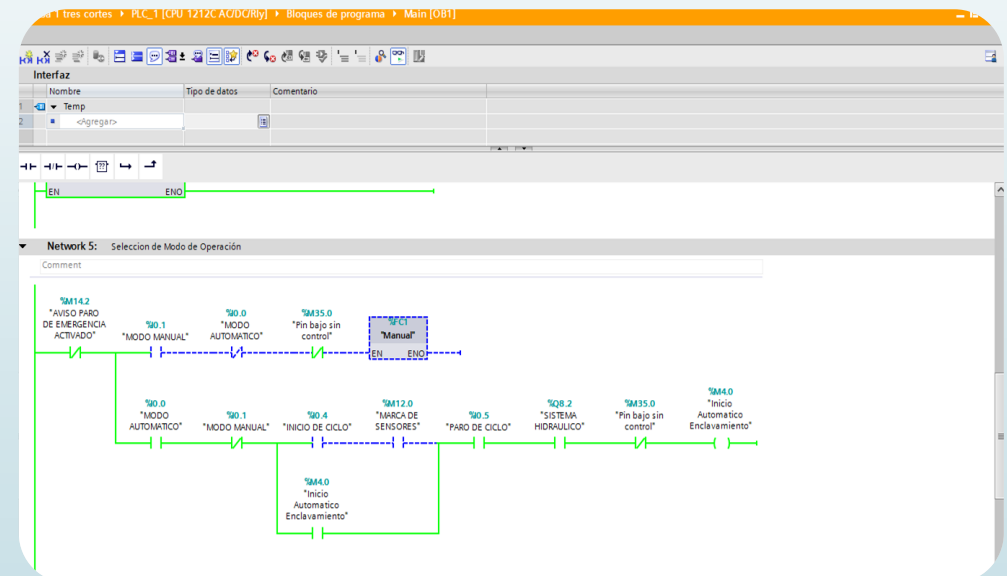 1 tres cortes ▸ PLC_1 [CPU 1212C AC/DC/Rly] ▸ Bloques de programa ▸ Main [OB1]
Interfaz
Nombre Tipo de datos Comentario
1 Temp
2 <Agregar>
EN ENO
Network 5: Seleccion de Modo de Operación
Comment
%M14.2
"AVISO PARO
DE EMERGENCIA
ACTIVADO"
%I0.1
"MODO MANUAL"
%I0.0
"MODO
AUTOMATICO"
%M35.0
"Pin bajo sin
control"
%FC1
"Manual"
EN ENO
%I0.0
"MODO
AUTOMATICO"
%I0.1
"MODO MANUAL"
%I0.4
"INICIO DE CICLO"
%M12.0
"MARCA DE
SENSORES"
%I0.5
"PARO DE CICLO"
%Q8.2
"SISTEMA
HIDRAULICO"
%M35.0
"Pin bajo sin
control"
%M4.0
"Inicio
Automatico
Enclavamiento"
%M4.0
"Inicio
Automatico
Enclavamiento"